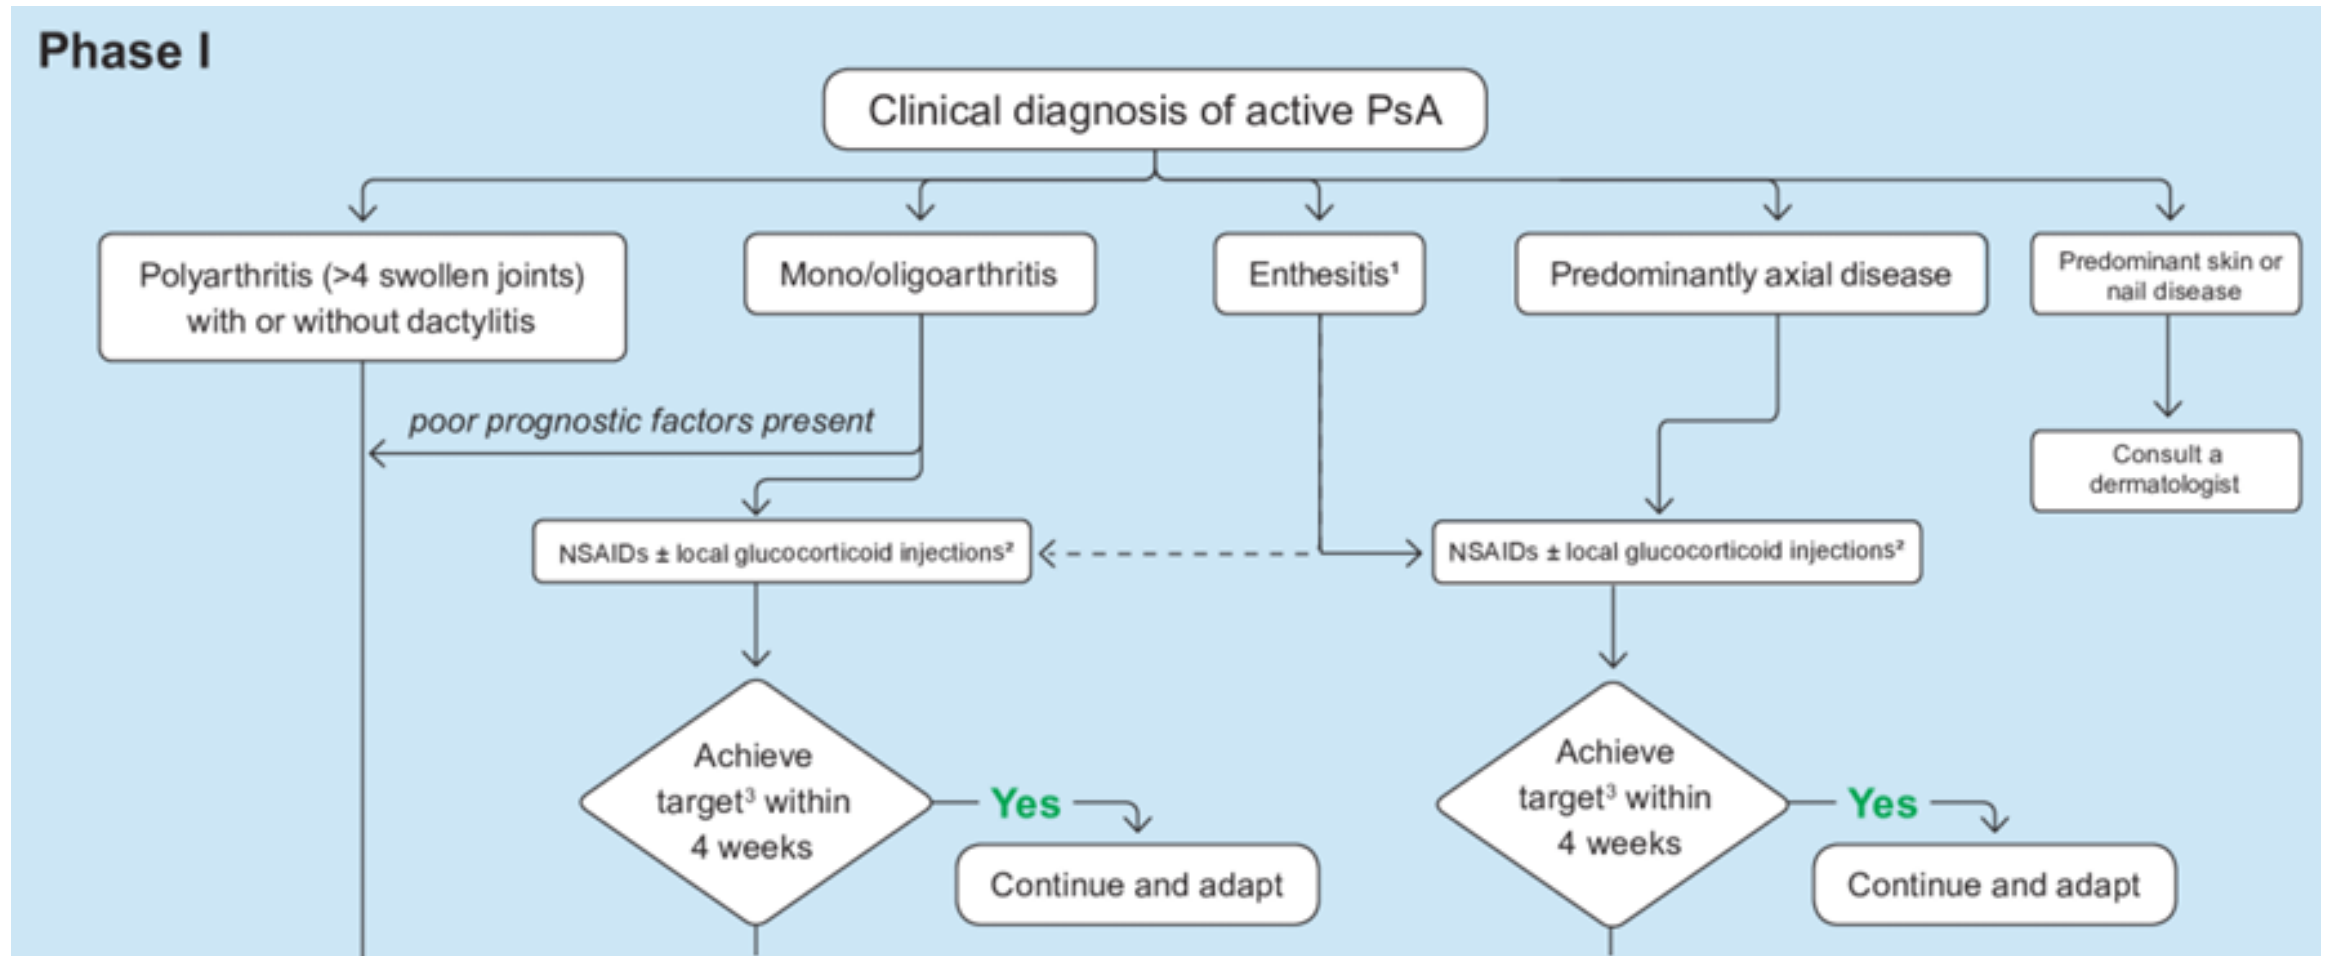 Phase I
Clinical diagnosis of active PsA
Polyarthritis (>4 swollen joints)
with or without dactylitis
Mono/oligoarthritis
Enthesitis¹
Predominantly axial disease
Predominant skin or
nail disease
poor prognostic factors present
Consult a
dermatologist
NSAIDs ± local glucocorticoid injections²
NSAIDs ± local glucocorticoid injections²
Achieve
target³ within
4 weeks
Yes
Continue and adapt
Achieve
target³ within
4 weeks
Yes
Continue and adapt